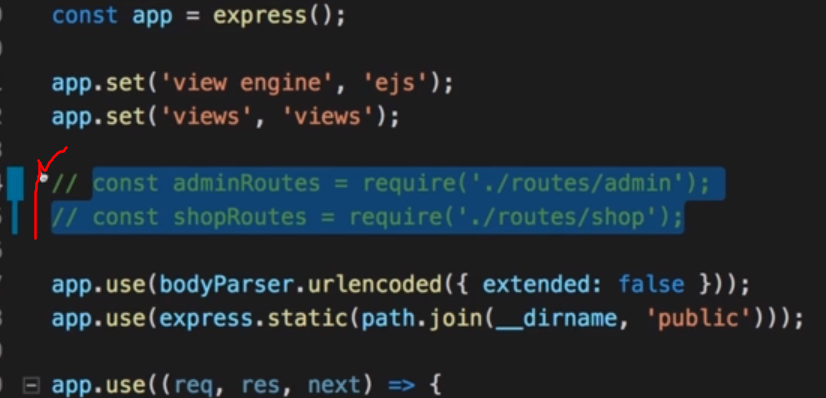 const app = express();
app.set('view engine', 'ejs');
app.set('views', 'views');
// const adminRoutes = require('./routes/admin');
// const shopRoutes = require('./routes/shop');
app.use(bodyParser.urlencoded({ extended: false }));
app.use(express.static(path.join(__dirname, 'public')));
app.use((req, res, next) => {